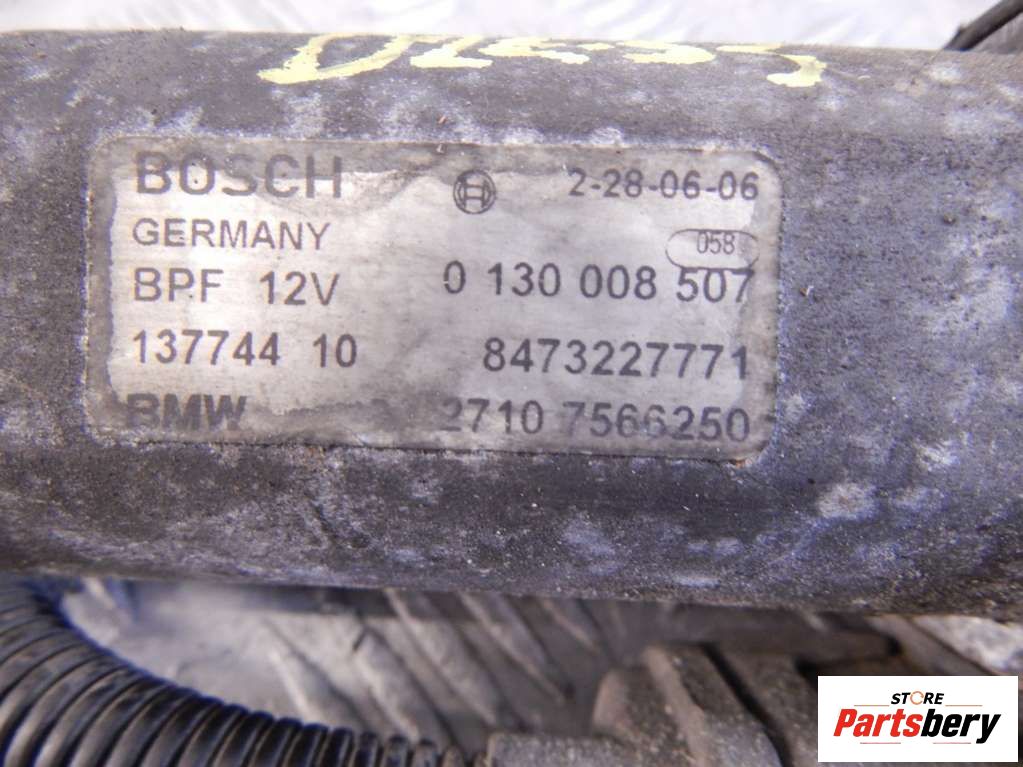 BOSCH 2-28-06-06
GERMANY 058
BPF 12V 0 130 008 507
137744 10 8473227771
BMW 2710 7566250
STORE
Partsbery